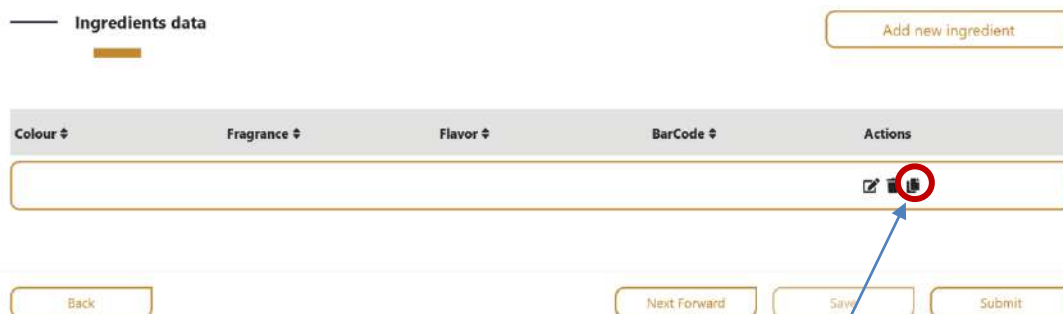 Ingredients data
Add new ingredient
Colour Fragrance Flavor BarCode Actions
Back Next Forward Save Submit